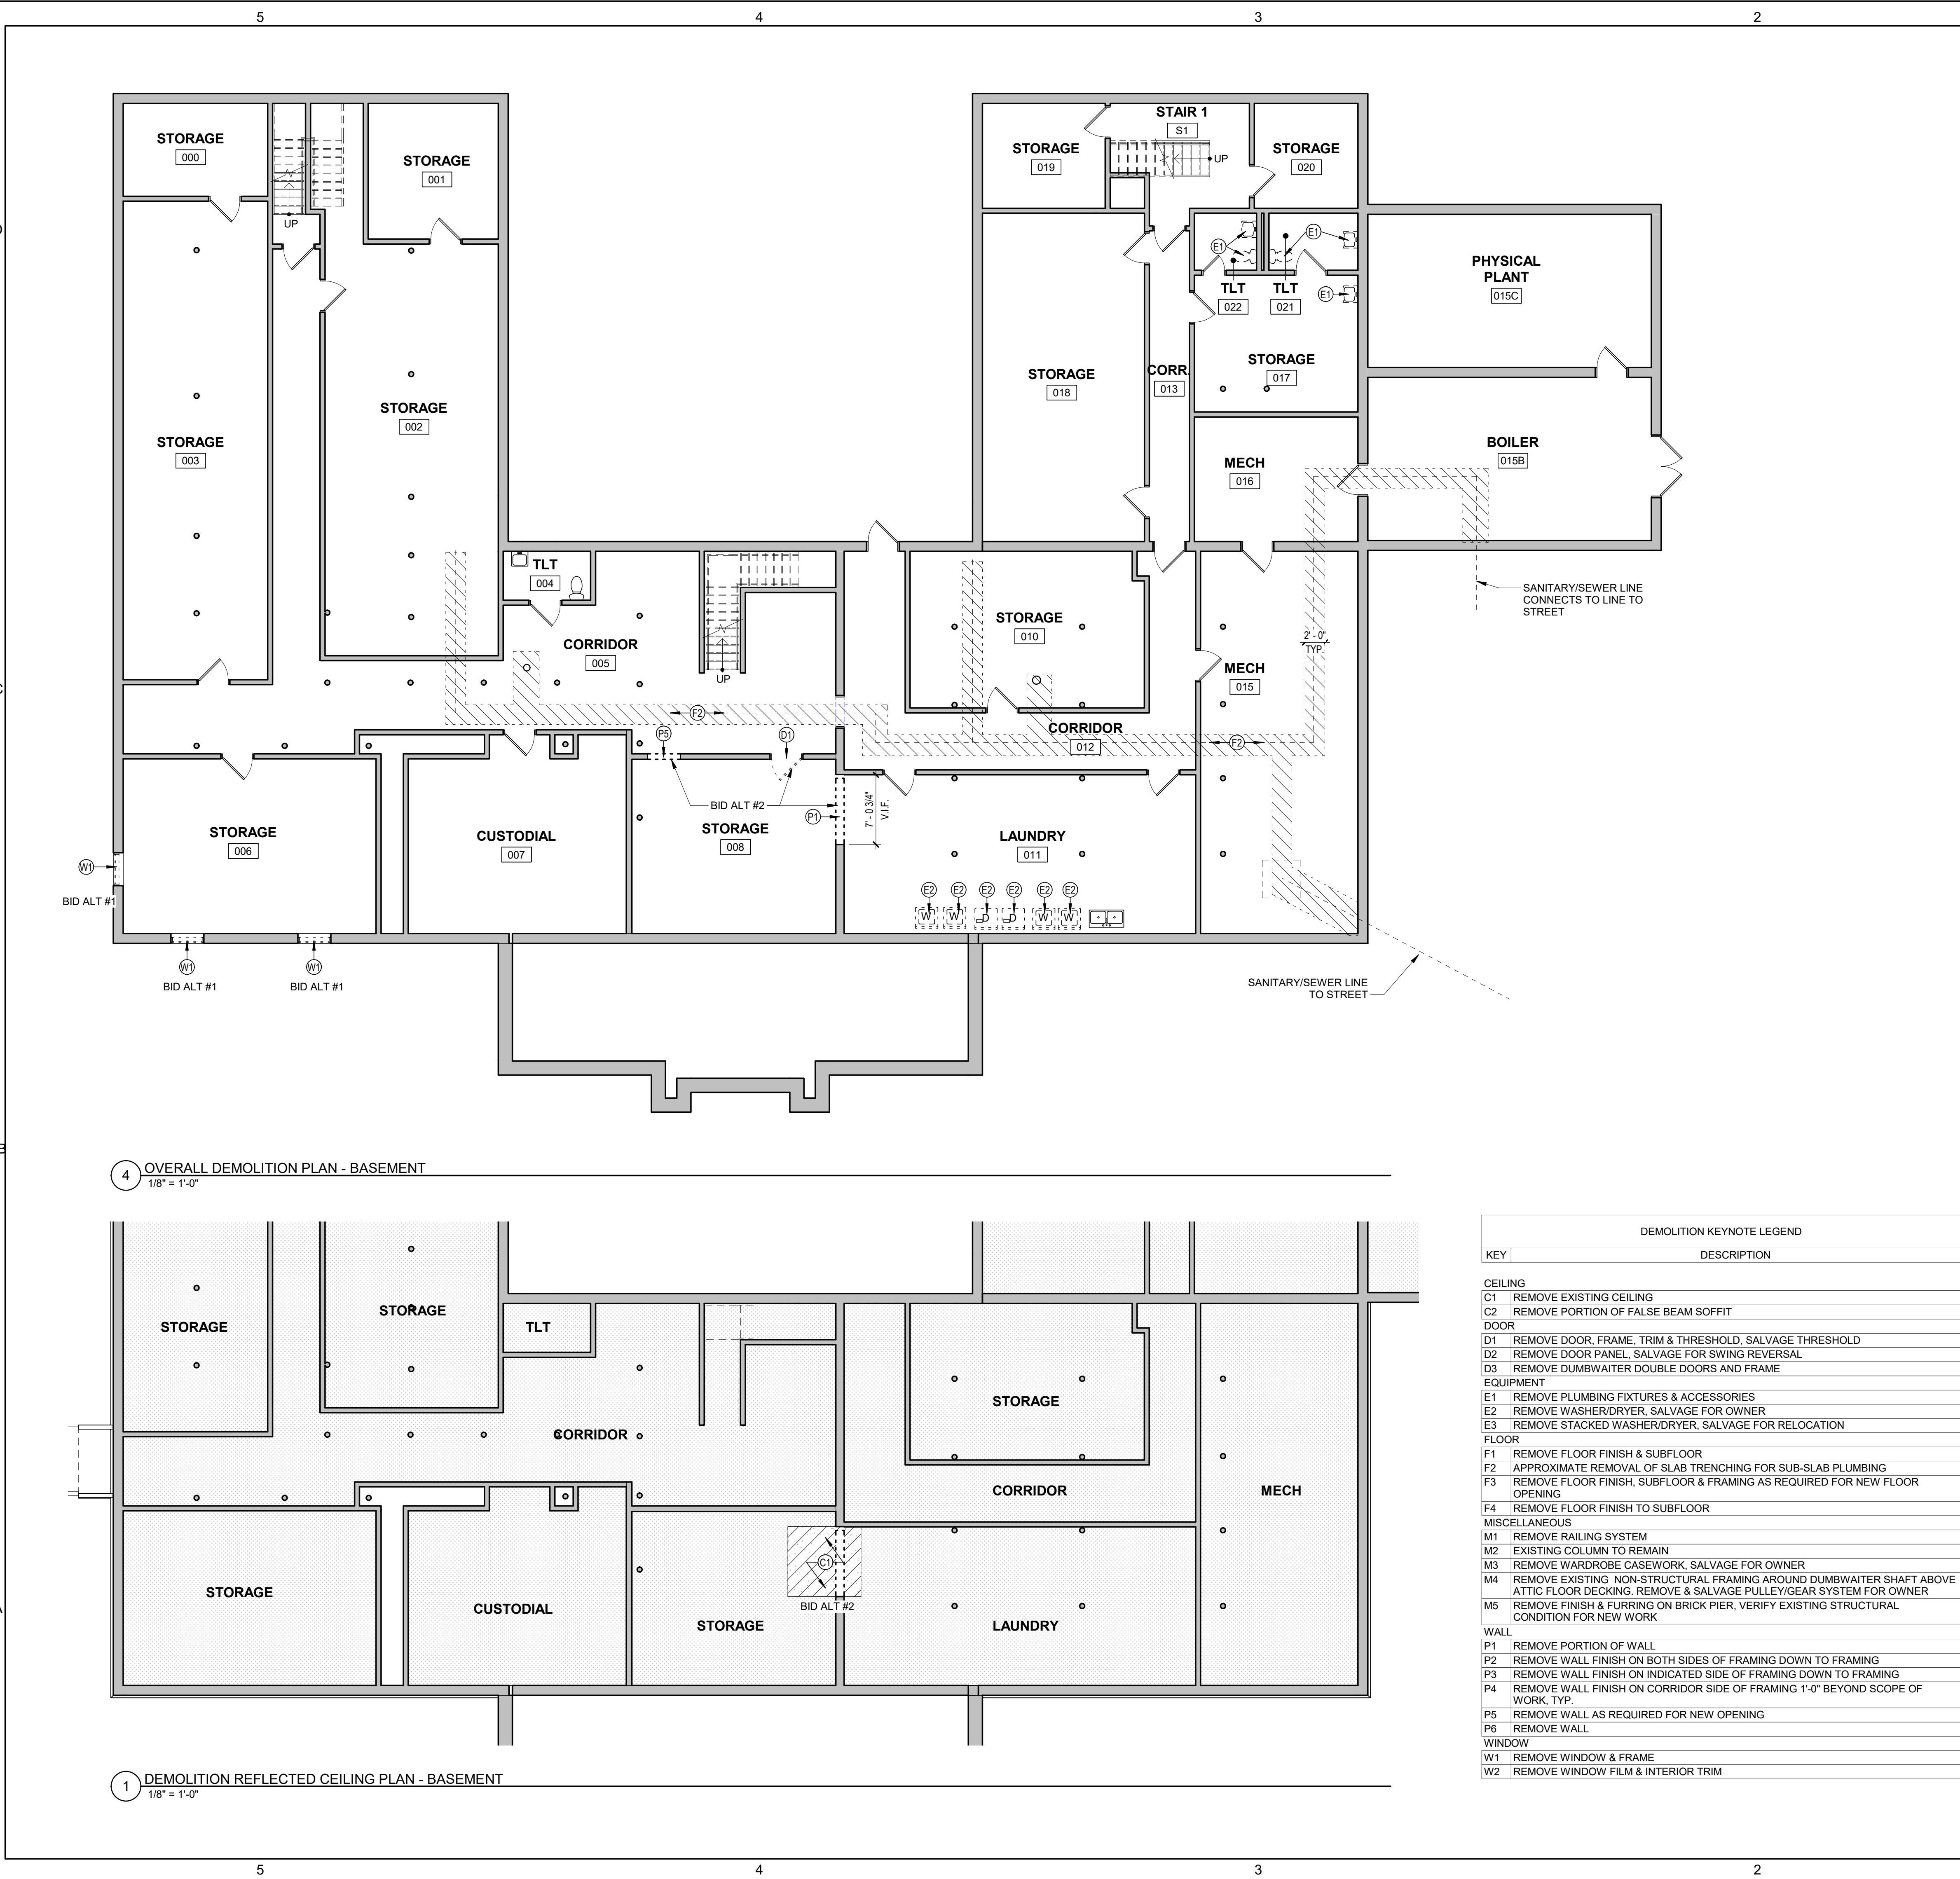 5
4
3
2
STORAGE
000
STORAGE
001
UP
STORAGE
002
STORAGE
003
STORAGE
019
STAIR 1
S1
UP
STORAGE
020
E1
E1
E1
TLT
022
TLT
021
STORAGE
017
STORAGE
018
CORR.
013
PHYSICAL
PLANT
015C
BOILER
015B
MECH
016
TLT
004
CORRIDOR
005
UP
STORAGE
010
2' - 0"
TYP.
MECH
015
SANITARY/SEWER LINE
CONNECTS TO LINE TO
STREET
F2
P5
D1
CORRIDOR
012
F2
BID ALT #2
P1
7' - 0 3/4"
V.I.F.
STORAGE
006
CUSTODIAL
007
STORAGE
008
LAUNDRY
011
W1
BID ALT #1
E2
E2
E2
E2
E2
E2
W
W
D
D
W
W
W1
BID ALT #1
W1
BID ALT #1
SANITARY/SEWER LINE
TO STREET
C
B
4
OVERALL DEMOLITION PLAN - BASEMENT
1/8" = 1'-0"
STORAGE
STORAGE
TLT
CORRIDOR
STORAGE
CORRIDOR
MECH
STORAGE
CUSTODIAL
STORAGE
C1
BID ALT #2
LAUNDRY
1
DEMOLITION REFLECTED CEILING PLAN - BASEMENT
1/8" = 1'-0"
DEMOLITION KEYNOTE LEGEND
KEY DESCRIPTION
CEILING
C1 REMOVE EXISTING CEILING
C2 REMOVE PORTION OF FALSE BEAM SOFFIT
DOOR
D1 REMOVE DOOR, FRAME, TRIM & THRESHOLD, SALVAGE THRESHOLD
D2 REMOVE DOOR PANEL, SALVAGE FOR SWING REVERSAL
D3 REMOVE DUMBWAITER DOUBLE DOORS AND FRAME
EQUIPMENT
E1 REMOVE PLUMBING FIXTURES & ACCESSORIES
E2 REMOVE WASHER/DRYER, SALVAGE FOR OWNER
E3 REMOVE STACKED WASHER/DRYER, SALVAGE FOR RELOCATION
FLOOR
F1 REMOVE FLOOR FINISH & SUBFLOOR
F2 APPROXIMATE REMOVAL OF SLAB TRENCHING FOR SUB-SLAB PLUMBING
F3 REMOVE FLOOR FINISH, SUBFLOOR & FRAMING AS REQUIRED FOR NEW FLOOR
OPENING
F4 REMOVE FLOOR FINISH TO SUBFLOOR
MISCELLANEOUS
M1 REMOVE RAILING SYSTEM
M2 EXISTING COLUMN TO REMAIN
M3 REMOVE WARDROBE CASEWORK, SALVAGE FOR OWNER
M4 REMOVE EXISTING NON-STRUCTURAL FRAMING AROUND DUMBWAITER SHAFT ABOVE
ATTIC FLOOR DECKING. REMOVE & SALVAGE PULLEY/GEAR SYSTEM FOR OWNER
M5 REMOVE FINISH & FURRING ON BRICK PIER, VERIFY EXISTING STRUCTURAL
CONDITION FOR NEW WORK
WALL
P1 REMOVE PORTION OF WALL
P2 REMOVE WALL FINISH ON BOTH SIDES OF FRAMING DOWN TO FRAMING
P3 REMOVE WALL FINISH ON INDICATED SIDE OF FRAMING DOWN TO FRAMING
P4 REMOVE WALL FINISH ON CORRIDOR SIDE OF FRAMING 1'-0" BEYOND SCOPE OF
WORK, TYP.
P5 REMOVE WALL AS REQUIRED FOR NEW OPENING
P6 REMOVE WALL
WINDOW
W1 REMOVE WINDOW & FRAME
W2 REMOVE WINDOW FILM & INTERIOR TRIM
5
4
3
2